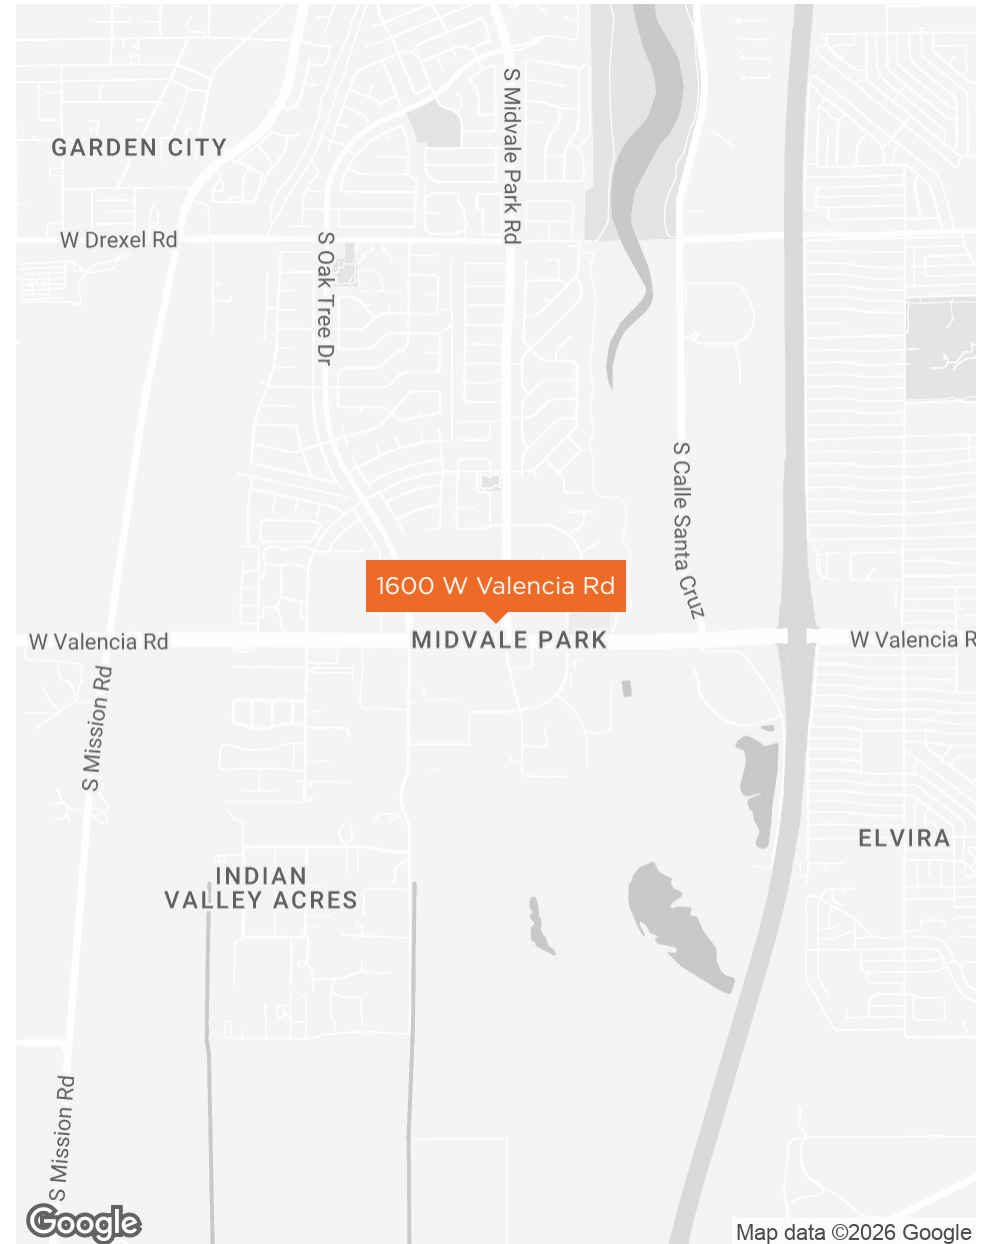 S Midvale Park Rd
GARDEN CITY
W Drexel Rd
S Oak Tree Dr
S Calle Santa Cruz
1600 W Valencia Rd
W Valencia Rd
MIDVALE PARK
W Valencia R
S Mission Rd
ELVIRA
INDIAN
VALLEY ACRES
S Mission Rd
Google
Map data ©2026 Google